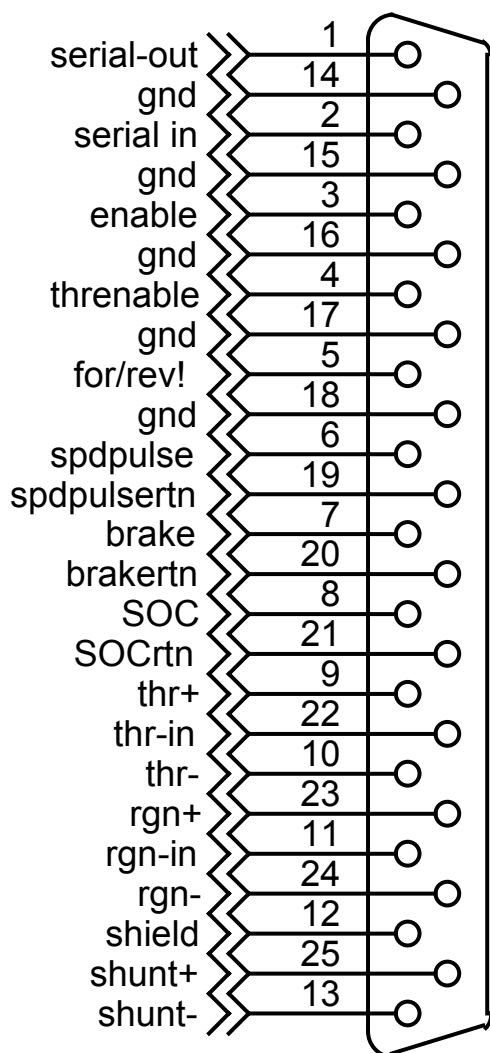 serial-out 1
gnd 14
serial in 2
gnd 15
enable 3
gnd 16
threnable 4
gnd 17
for/rev! 5
gnd 18
spdpulse 6
spdpulsertn 19
brake 7
brakertn 20
SOC 8
SOCrtn 21
thr+ 9
thr-in 22
thr- 10
rgn+ 23
rgn-in 11
rgn- 24
shield 12
shunt+ 25
shunt- 13